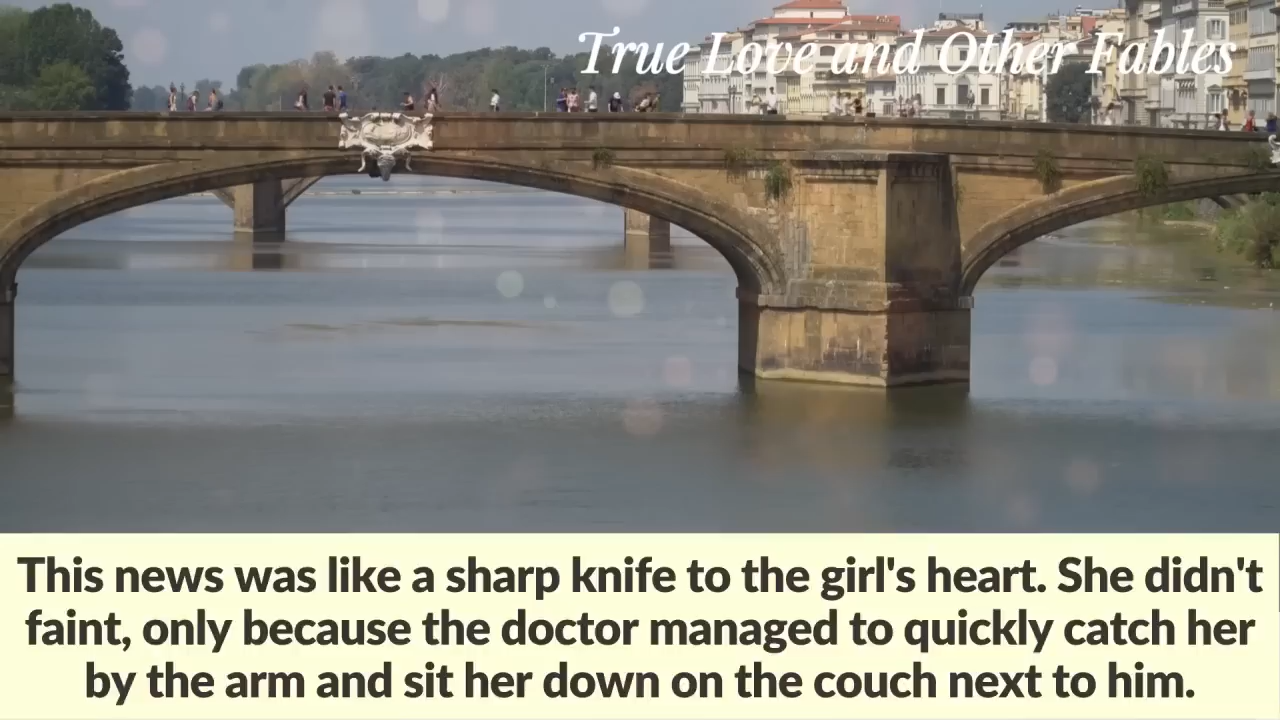 True Love and Other Fables
This news was like a sharp knife to the girl's heart. She didn't
faint, only because the doctor managed to quickly catch her
by the arm and sit her down on the couch next to him.